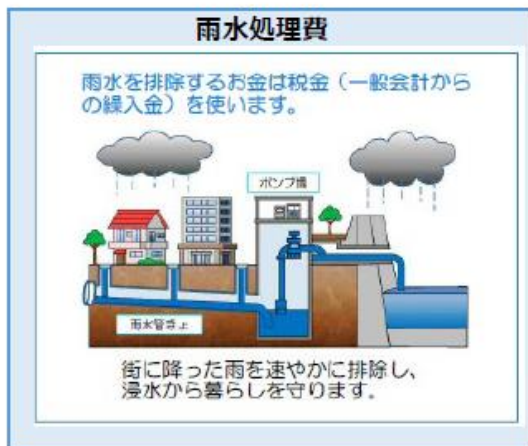 雨水処理費
雨水を排除するお金は税金（一般会計から
の繰入金）を使います。
ポンプ場
雨水管きょ
街に降った雨を速やかに排除し、
浸水から暮らしを守ります。